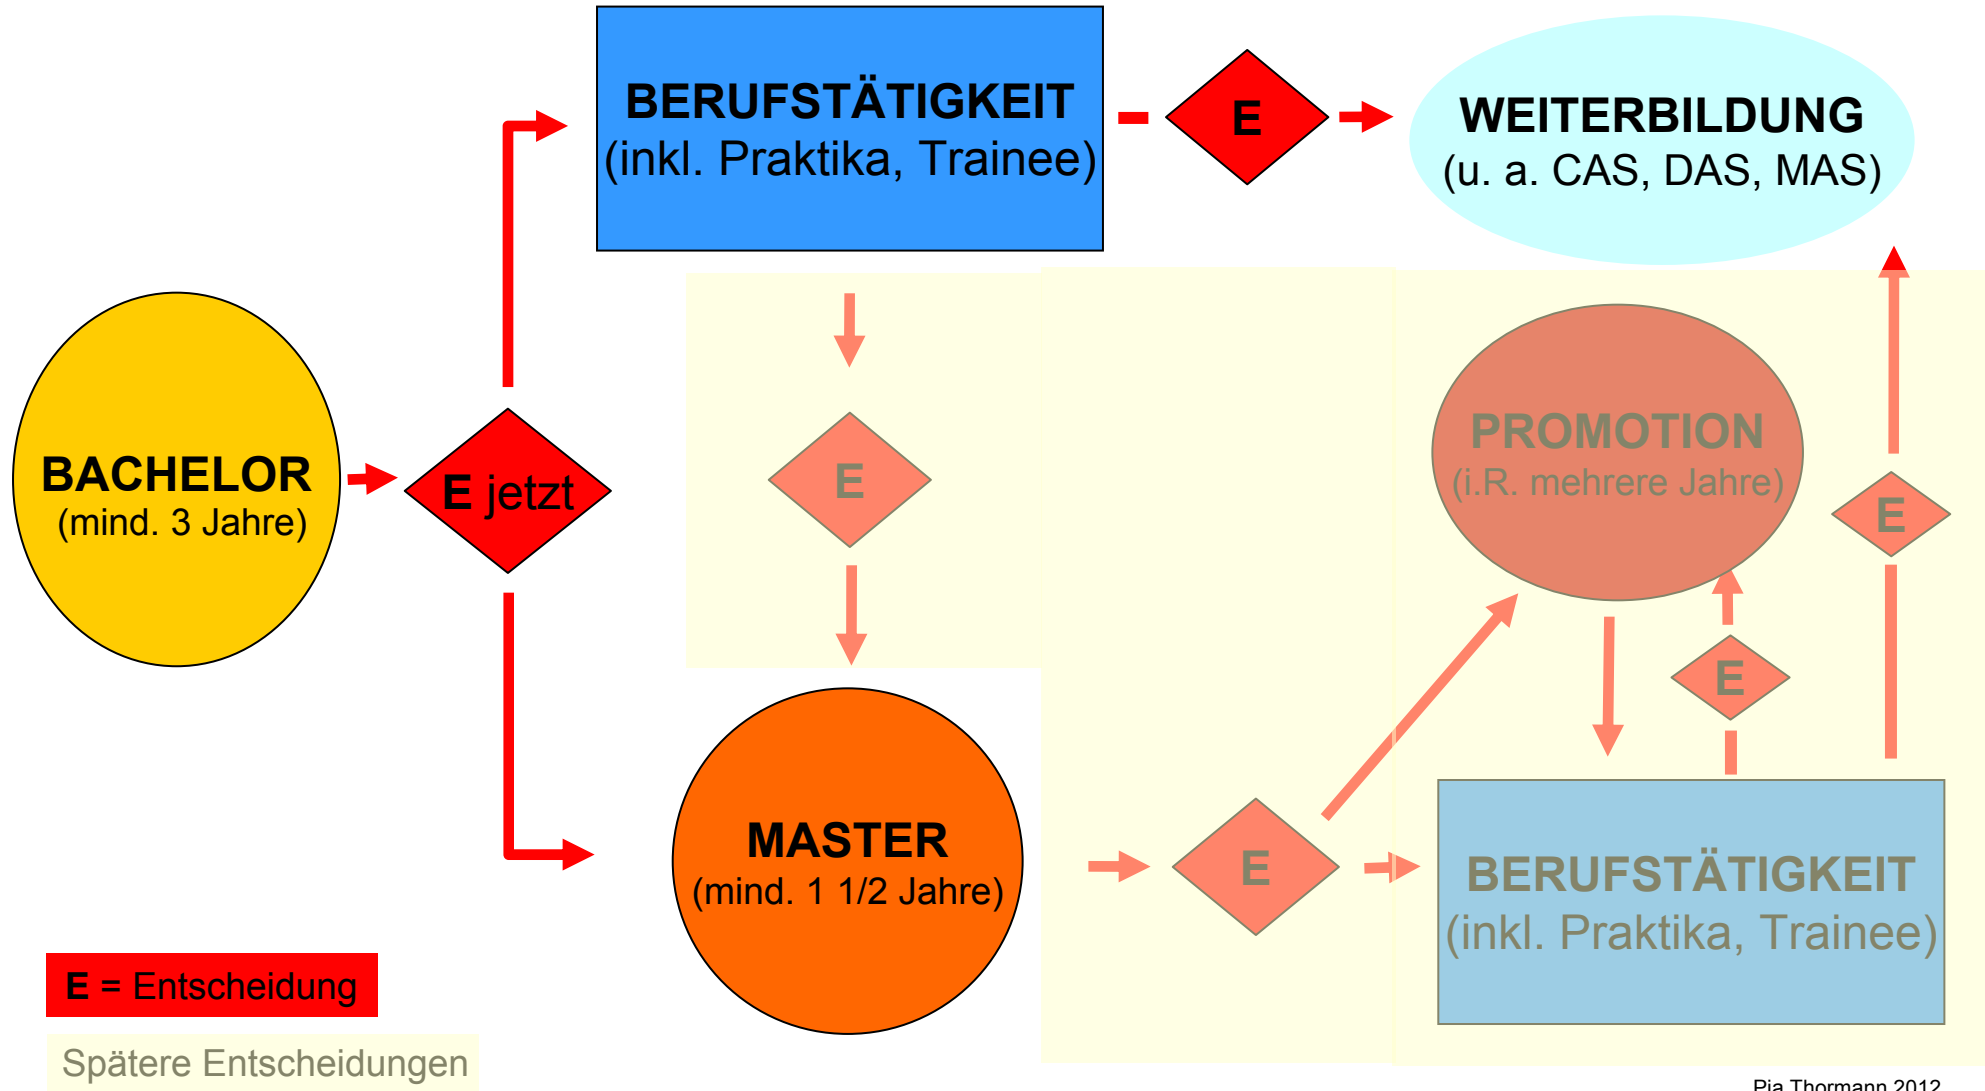 BERUFSTÄTIGKEIT
(inkl. Praktika, Trainee)
E
WEITERBILDUNG
(u. a. CAS, DAS, MAS)
BACHELOR
(mind. 3 Jahre)
E jetzt
E
PROMOTION
(i.R. mehrere Jahre)
E
E
MASTER
(mind. 1 1/2 Jahre)
E
BERUFSTÄTIGKEIT
(inkl. Praktika, Trainee)
E = Entscheidung
Spätere Entscheidungen
Pia Thormann 2012